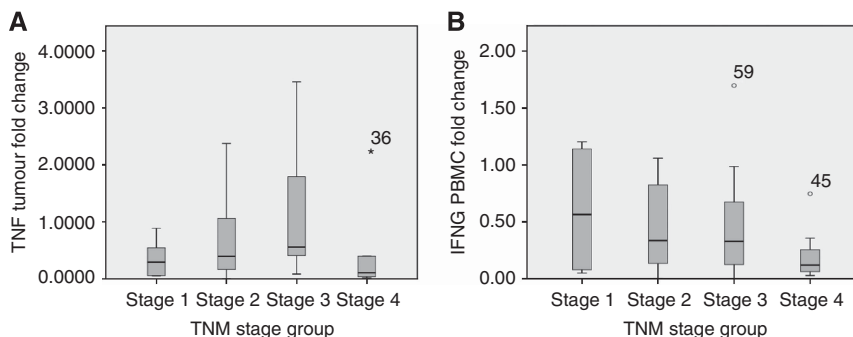 A
TNF tumour fold change
4.0000
3.0000
2.0000
1.0000
0.0000
*36
Stage 1 Stage 2 Stage 3 Stage 4
TNM stage group
B
IFNG PBMC fold change
2.00
1.50
1.00
0.50
0.00
59
45
Stage 1 Stage 2 Stage 3 Stage 4
TNM stage group